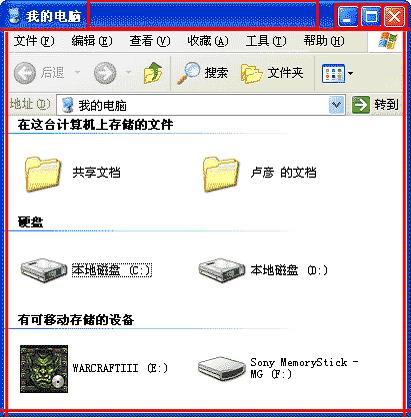 我的电脑
文件(F) 编辑(E) 查看(V) 收藏(A) 工具(T) 帮助(H)
后退 搜索 文件夹
地址(D) 我的电脑 转到
在这台计算机上存储的文件
共享文档 卢彦 的文档
硬盘
本地磁盘 (C:) 本地磁盘 (D:)
有可移动存储的设备
WARCRAFTIII (E:) Sony MemoryStick -
MG (F:)